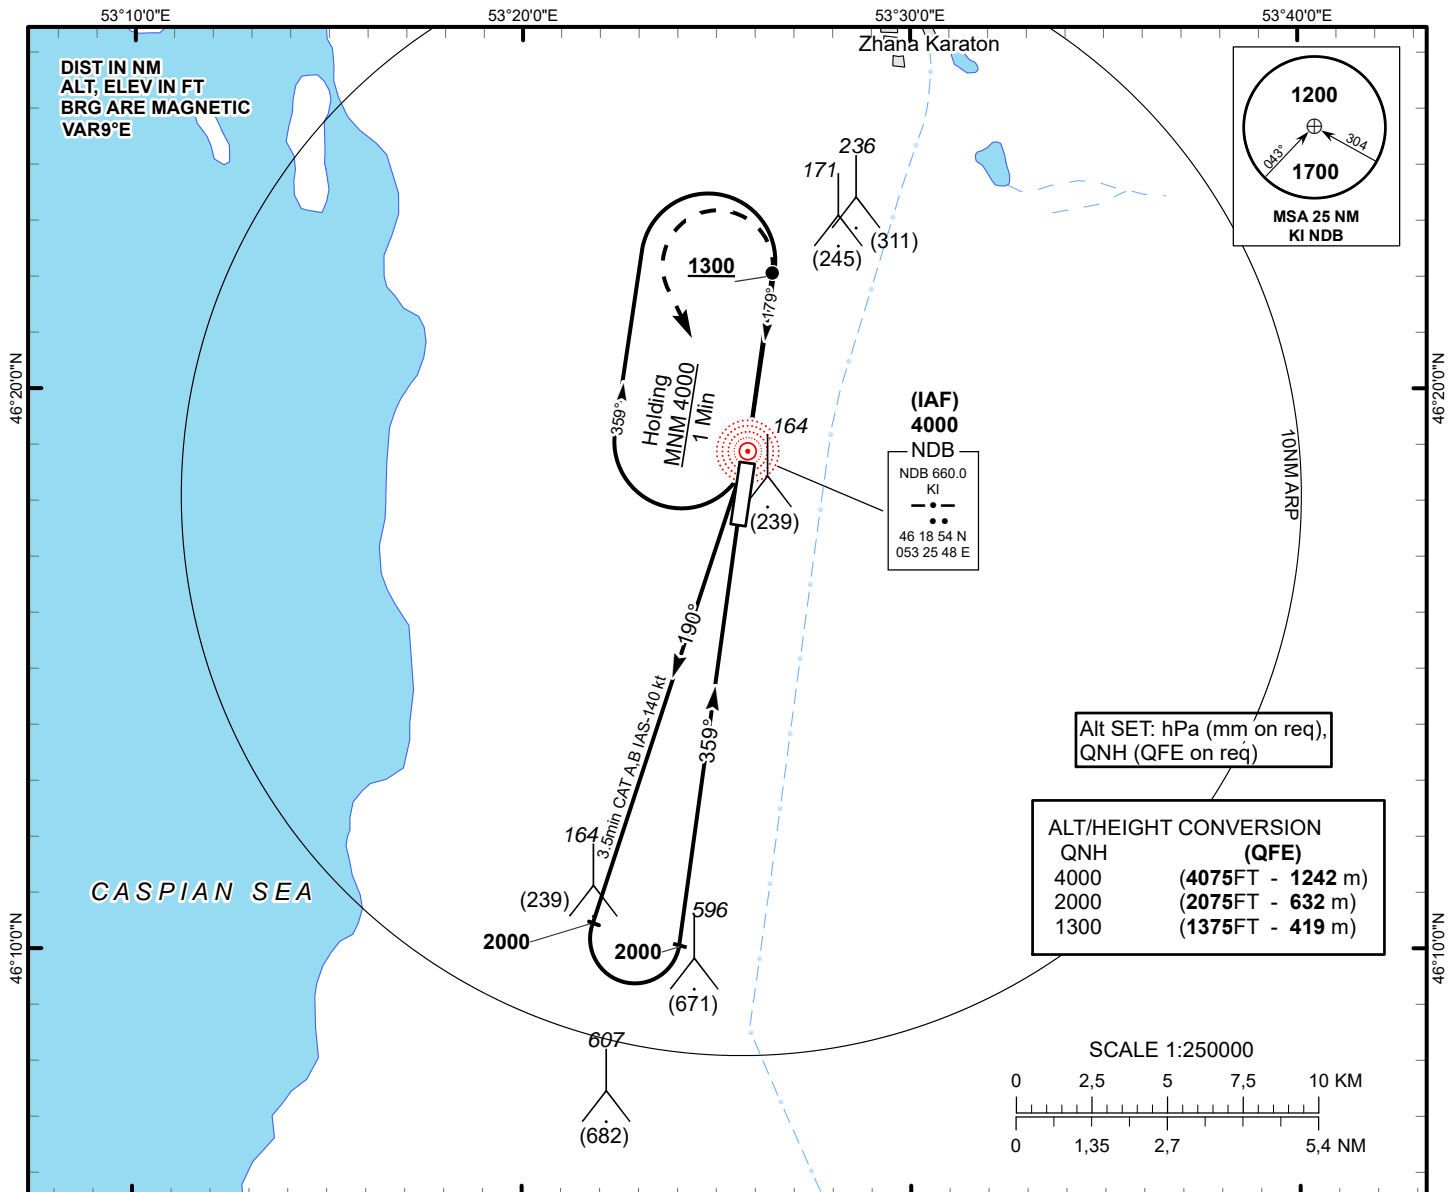 53°10'0"E
53°20'0"E
53°30'0"E
53°40'0"E
DIST IN NM
ALT, ELEV IN FT
BRG ARE MAGNETIC
VAR9°E
Zhana Karaton
1200
043°
304
1700
MSA 25 NM
KI NDB
236
171
(311)
(245)
1300
179°
46°20'0"N
46°20'0"N
359°
Holding
MNM 4000
1 Min
164
(239)
(IAF)
4000
NDB
NDB 660.0
KI
46 18 54 N
053 25 48 E
10NM ARP
190°
359°
3.5min CAT A,B IAS-140 kt
Alt SET: hPa (mm on req),
QNH (QFE on req)
ALT/HEIGHT CONVERSION
QNH (QFE)
4000 (4075FT - 1242 m)
2000 (2075FT - 632 m)
1300 (1375FT - 419 m)
164
(239)
CASPIAN SEA
596
2000
2000
(671)
46°10'0"N
46°10'0"N
607
(682)
SCALE 1:250000
0 2,5 5 7,5 10 KM
0 1,35 2,7 5,4 NM